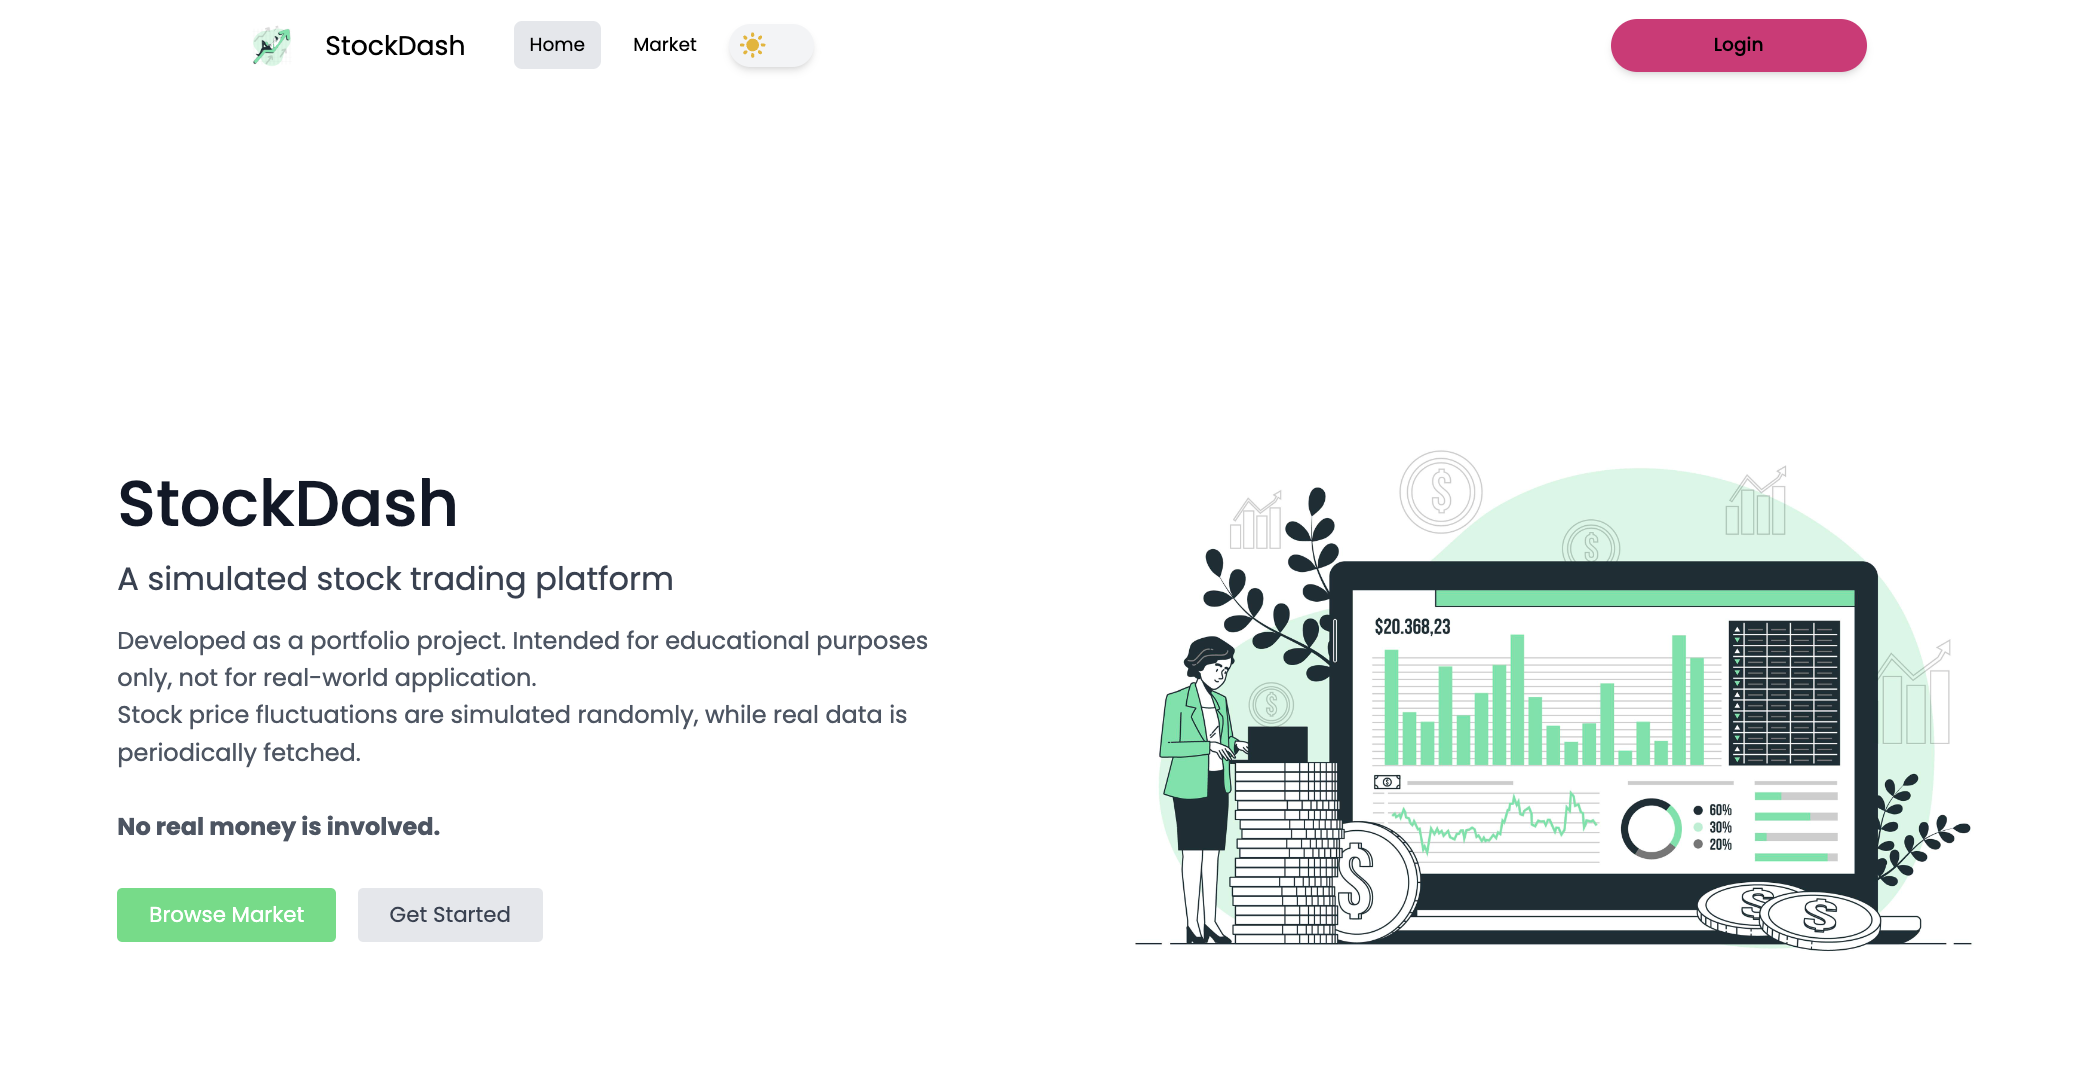 StockDash
Home
Market
Login
StockDash
A simulated stock trading platform
Developed as a portfolio project. Intended for educational purposes
only, not for real-world application.
Stock price fluctuations are simulated randomly, while real data is
periodically fetched.
No real money is involved.
Browse Market
Get Started
$20.368,23
60%
30%
20%